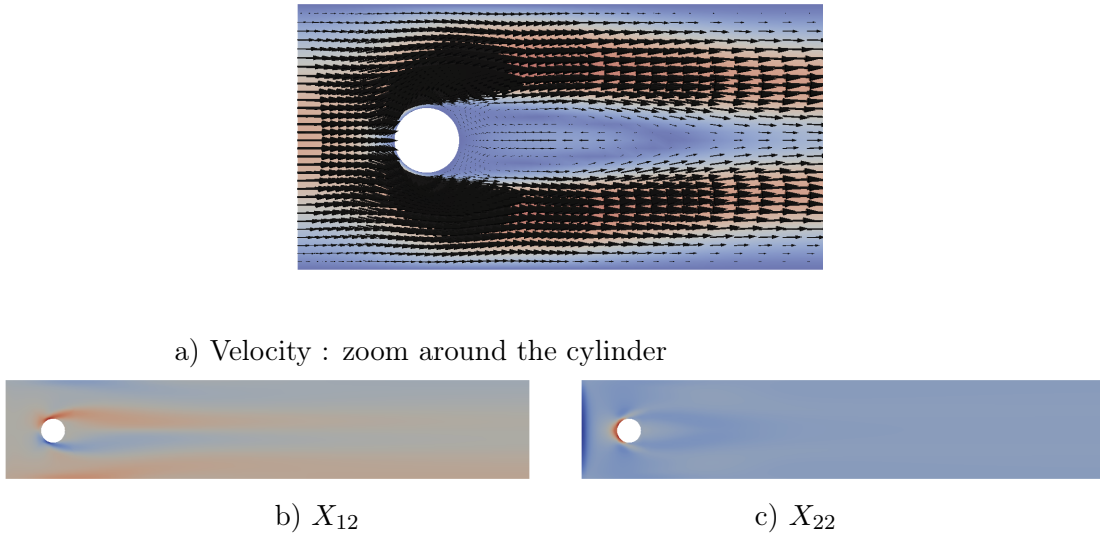 a) Velocity : zoom around the cylinder
b) X₁₂
c) X₂₂